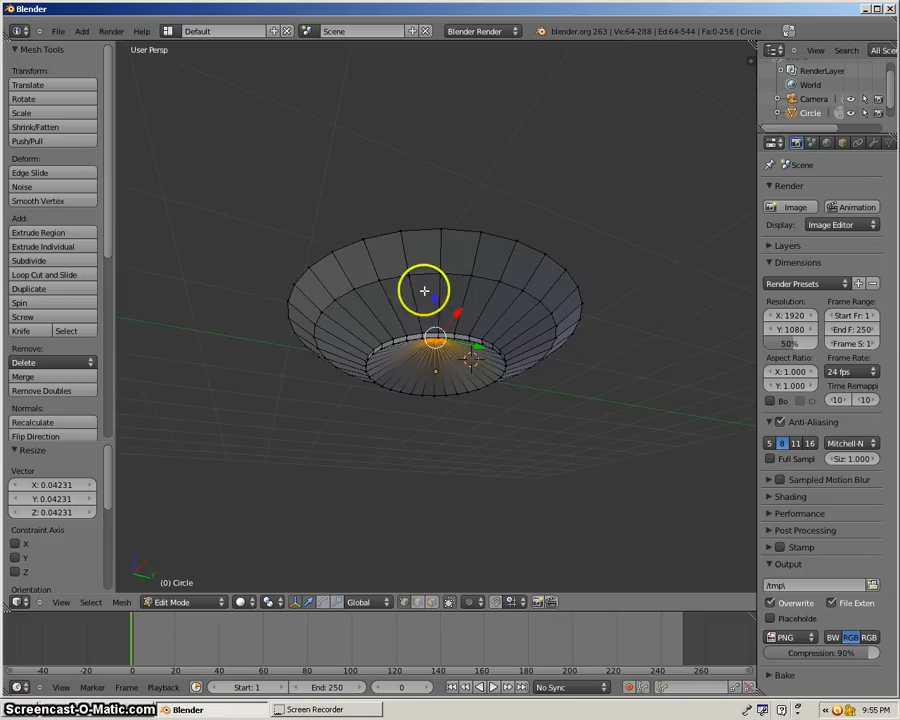 Blender
File Add Render Help Default Scene Blender Render blender.org 263 | Ve:64-288 | Ed:64-544 | Fa:0-256 | Circle
Mesh Tools
User Persp
View Search All Sce
Transform:
RenderLayer
Translate
World
Rotate
Camera
Scale
Circle
Shrink/Fatten
Push/Pull
Deform:
Scene
Edge Slide
Render
Noise
Image Animation
Smooth Vertex
Display: Image Editor
Add:
Extrude Region
Layers
Extrude Individual
Dimensions
Subdivide
Render Presets
Loop Cut and Slide
Duplicate
Resolution: Frame Range:
Spin
X: 1920 Start Fr: 1
Screw
Y: 1080 End F: 250
Knife Select
50% Frame S: 1
Remove:
Aspect Ratio: Frame Rate:
Delete
X: 1.000 24 fps
Merge
Y: 1.000 Time Remappi
Remove Doubles
Bo Cr 10 10
Normals:
Anti-Aliasing
Recalculate
Flip Direction
5 8 11 16 Mitchell-N
Resize
Full Sampl Siz: 1.000
Vector
Sampled Motion Blur
X: 0.04231
Shading
Y: 0.04231
Performance
Z: 0.04231
Post Processing
Constraint Axis
X
Stamp
Y
Output
Z
/tmp\
Orientation
(0) Circle
View Select Mesh Edit Mode Global
Overwrite File Exten
Placeholde
PNG BW RGB RGB
Compression: 90%
-40 -20 0 20 40 60 80 100 120 140 160 180 200 220 240 260
Bake
View Marker Frame Playback Start: 1 End: 250 0 No Sync
Screencast-O-Matic.com Blender Screen Recorder 9:55 PM